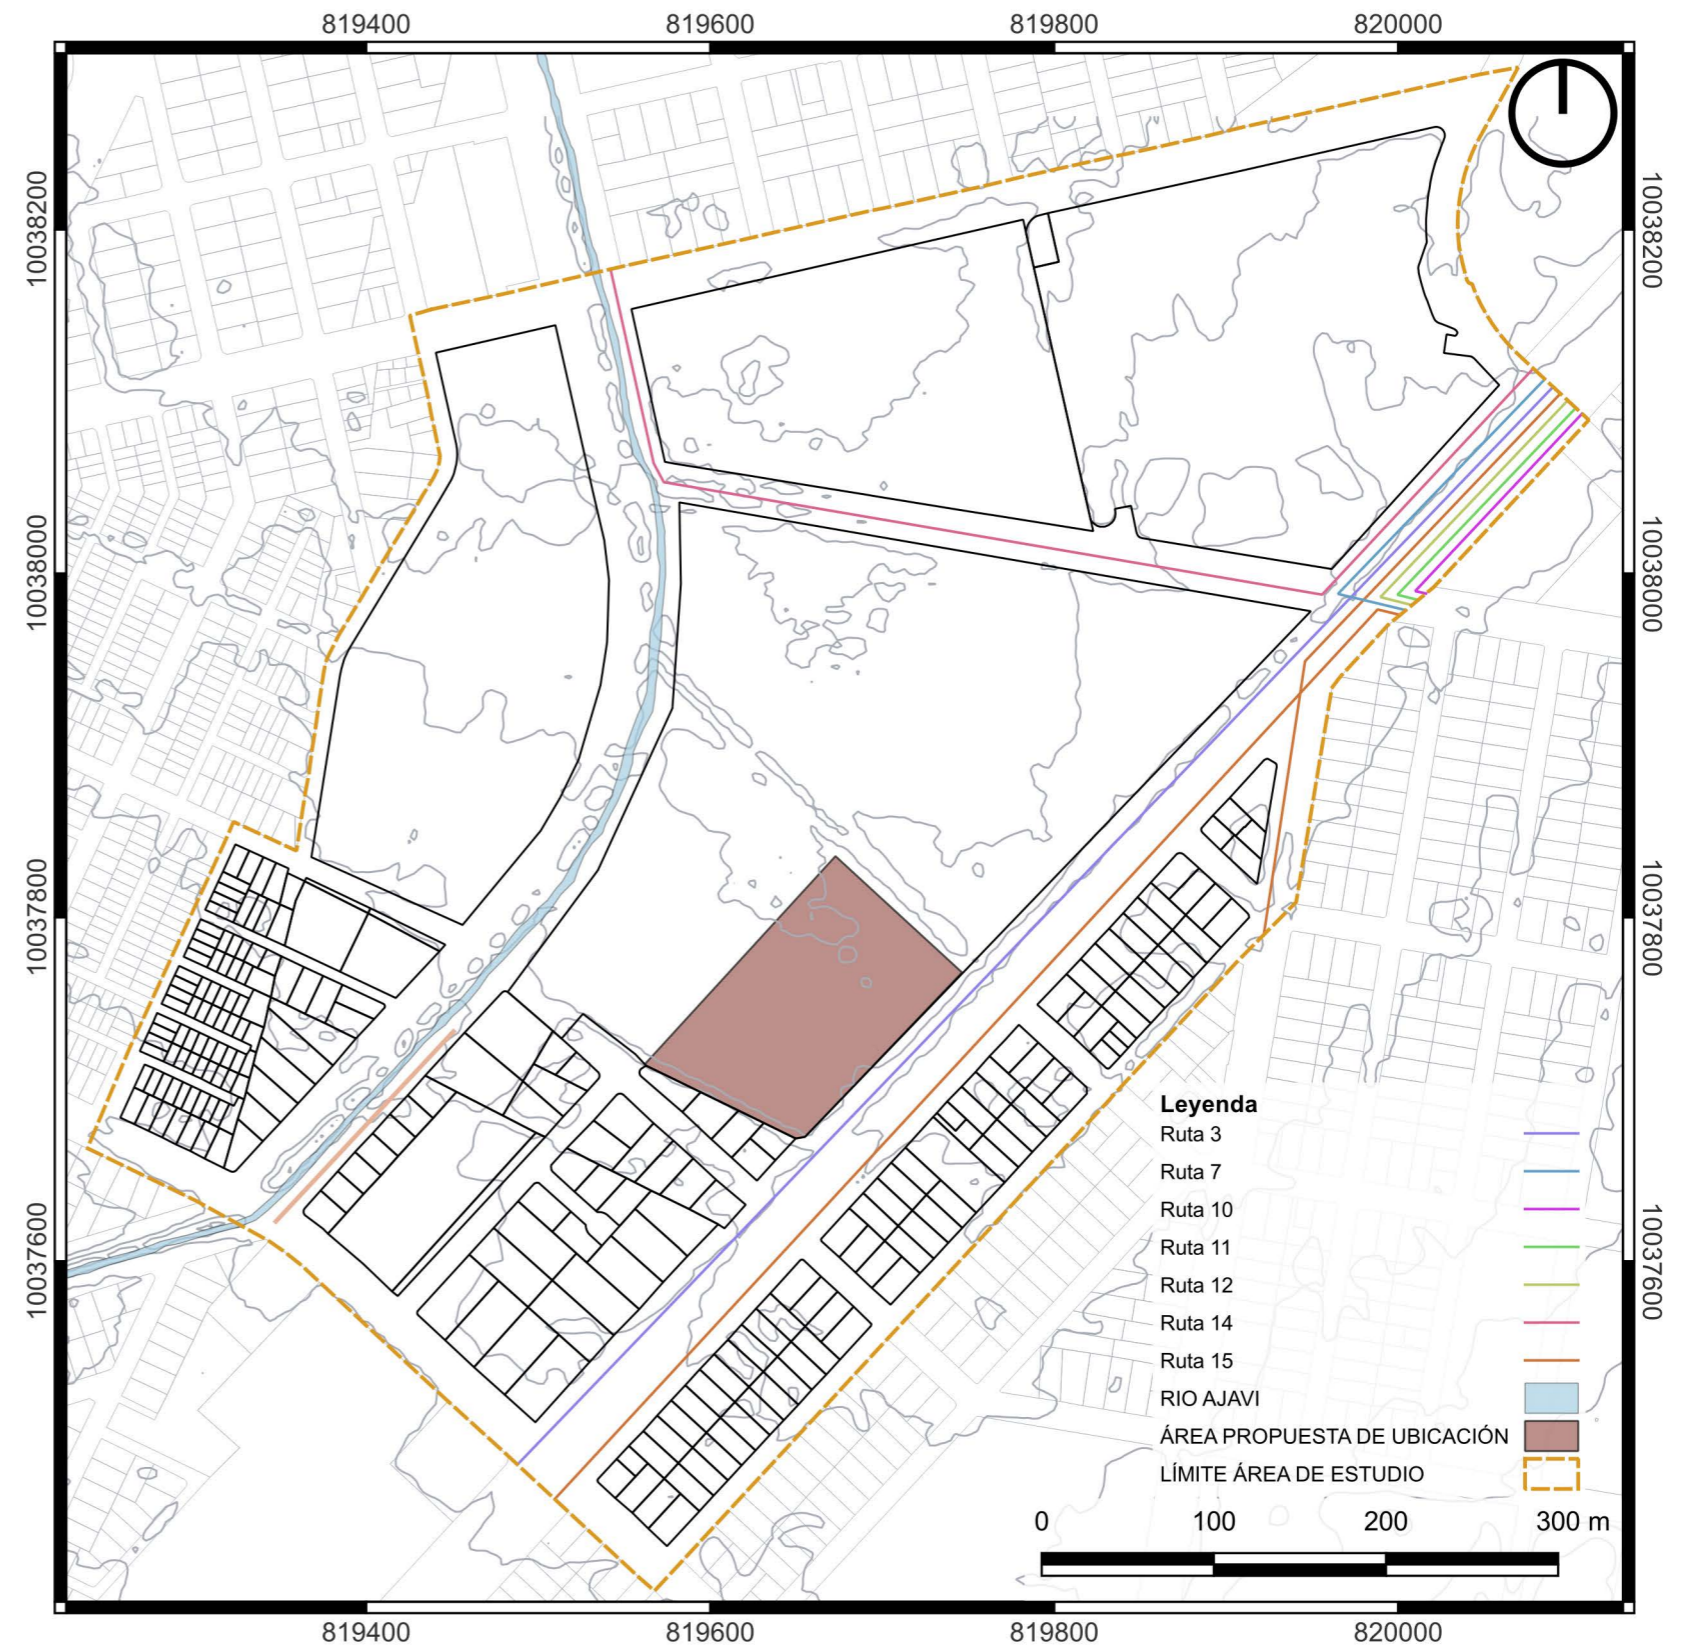 819400 819600 819800 820000
10038200
10038200
10038000
10038000
10037800
10037800
10037600
10037600
Leyenda
Ruta 3
Ruta 7
Ruta 10
Ruta 11
Ruta 12
Ruta 14
Ruta 15
RIO AJAVI
ÁREA PROPUESTA DE UBICACIÓN
LÍMITE ÁREA DE ESTUDIO
0 100 200 300 m
819400 819600 819800 820000